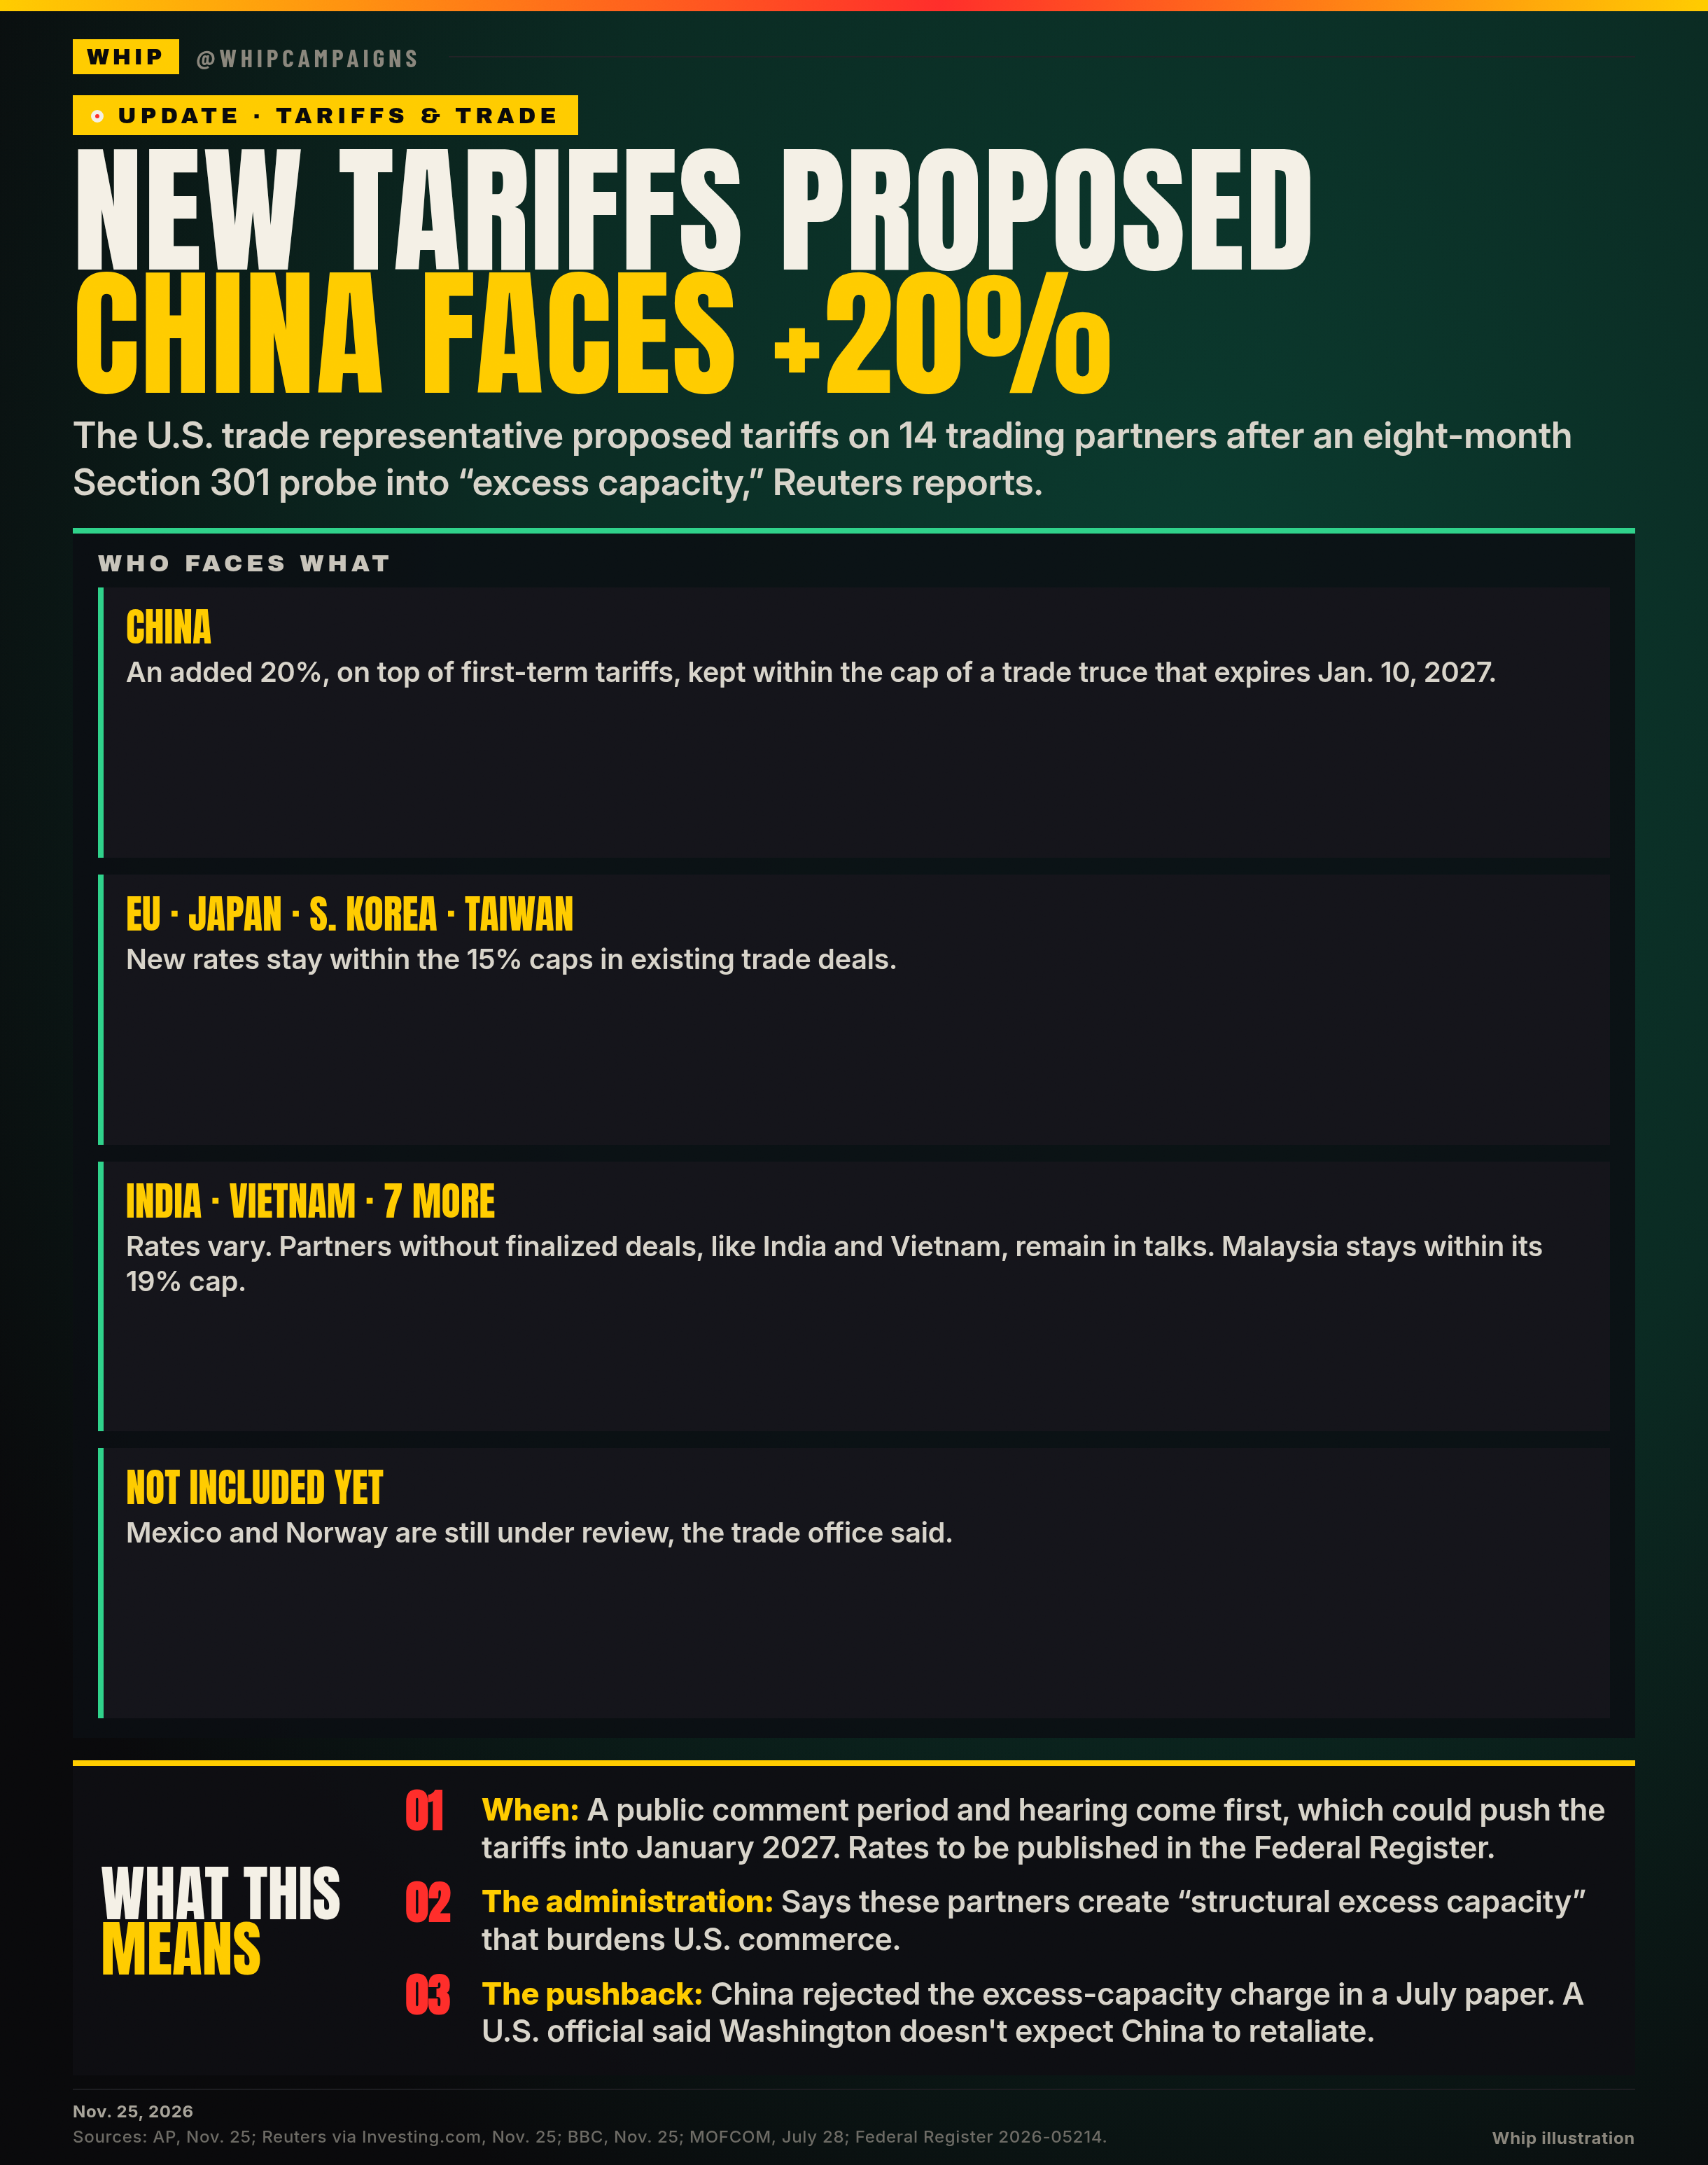 WHIP @WHIPCAMPAIGNS
UPDATE · TARIFFS & TRADE
NEW TARIFFS PROPOSED
CHINA FACES +20%
The U.S. trade representative proposed tariffs on 14 trading partners after an eight-month
Section 301 probe into “excess capacity,” Reuters reports.
WHO FACES WHAT
CHINA
An added 20%, on top of first-term tariffs, kept within the cap of a trade truce that expires Jan. 10, 2027.
EU · JAPAN · S. KOREA · TAIWAN
New rates stay within the 15% caps in existing trade deals.
INDIA · VIETNAM · 7 MORE
Rates vary. Partners without finalized deals, like India and Vietnam, remain in talks. Malaysia stays within its
19% cap.
NOT INCLUDED YET
Mexico and Norway are still under review, the trade office said.
WHAT THIS
MEANS
01 When: A public comment period and hearing come first, which could push the
tariffs into January 2027. Rates to be published in the Federal Register.
02 The administration: Says these partners create “structural excess capacity”
that burdens U.S. commerce.
03 The pushback: China rejected the excess-capacity charge in a July paper. A
U.S. official said Washington doesn't expect China to retaliate.
Nov. 25, 2026
Sources: AP, Nov. 25; Reuters via Investing.com, Nov. 25; BBC, Nov. 25; MOFCOM, July 28; Federal Register 2026-05214.
Whip illustration